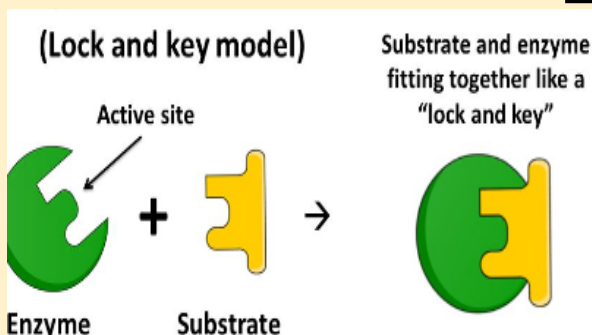 (Lock and key model)
Substrate and enzyme
fitting together like a
“lock and key”
Active site
+
→
Enzyme
Substrate